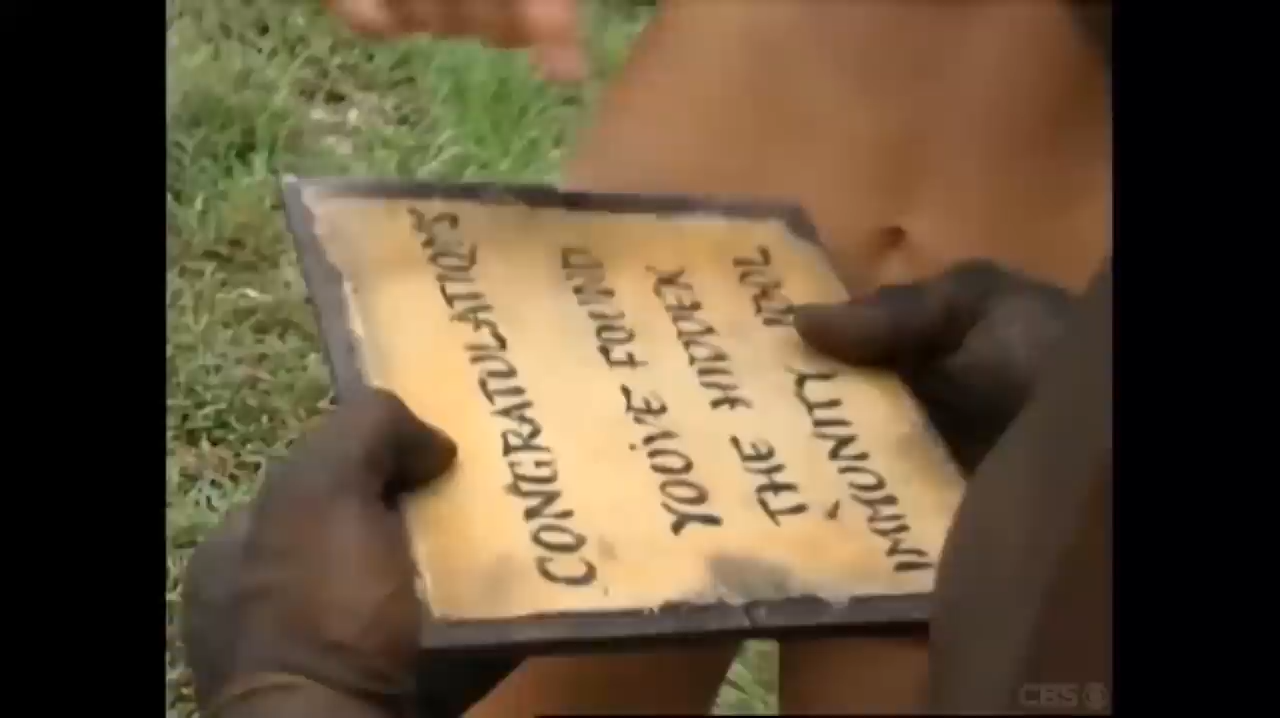 CONGRATULATIONS
YOU'VE FOUND
THE HIDDEN
IMMUNITY IDOL
CBS